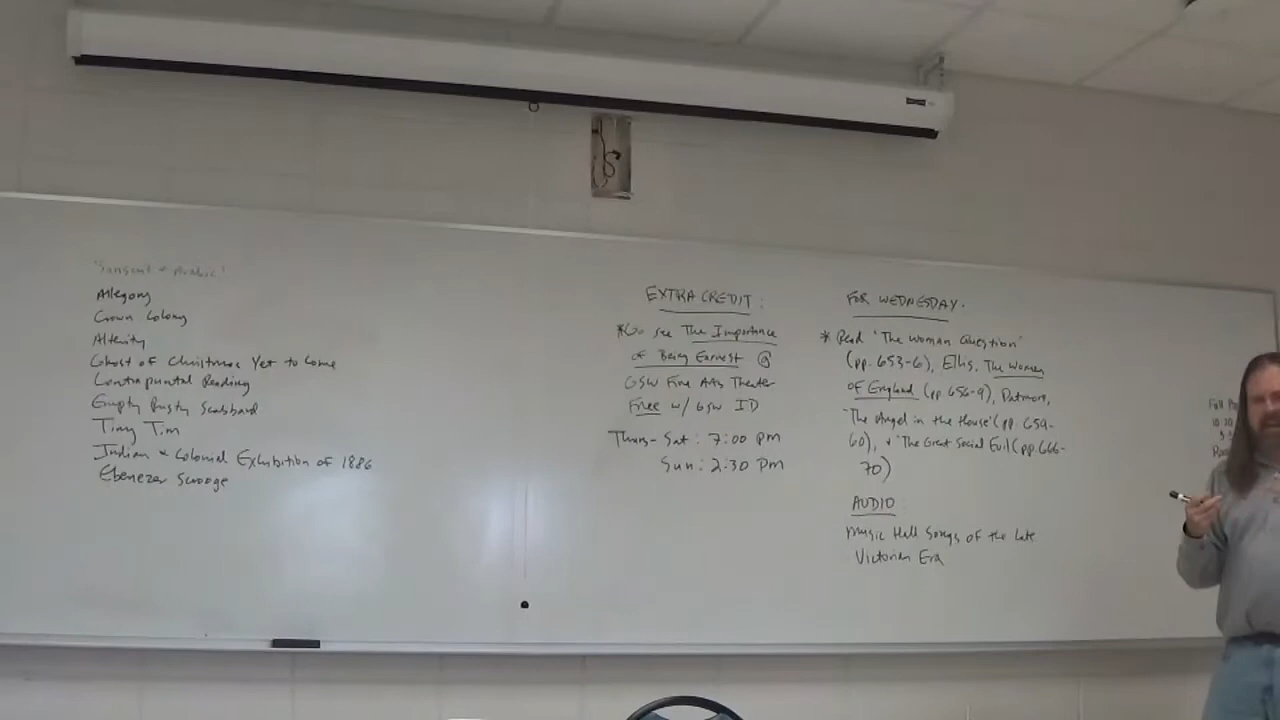 "Sanscrit & Arabic"
Allegory
Crown Colony
Alterity
Ghost of Christmas Yet to Come
Contrapuntal Reading
Empty Rusty Scabbard
Tiny Tim
Indian & Colonial Exhibition of 1886
Ebenezer Scrooge
EXTRA CREDIT:
*Go see The Importance
of Being Earnest @
GSW Fine Arts Theater
Free w/ GSW ID
Thurs-Sat: 7:00 pm
Sun: 2:30 pm
FOR WEDNESDAY:
* Read "The Woman Question"
(pp. 653-6), Ellis, The Women
of England (pp. 656-9), Patmore,
"The Angel in the House" (pp. 659-
60), & "The Great Social Evil" (pp. 666-
70)
AUDIO:
Music Hall Songs of the Late
Victorian Era